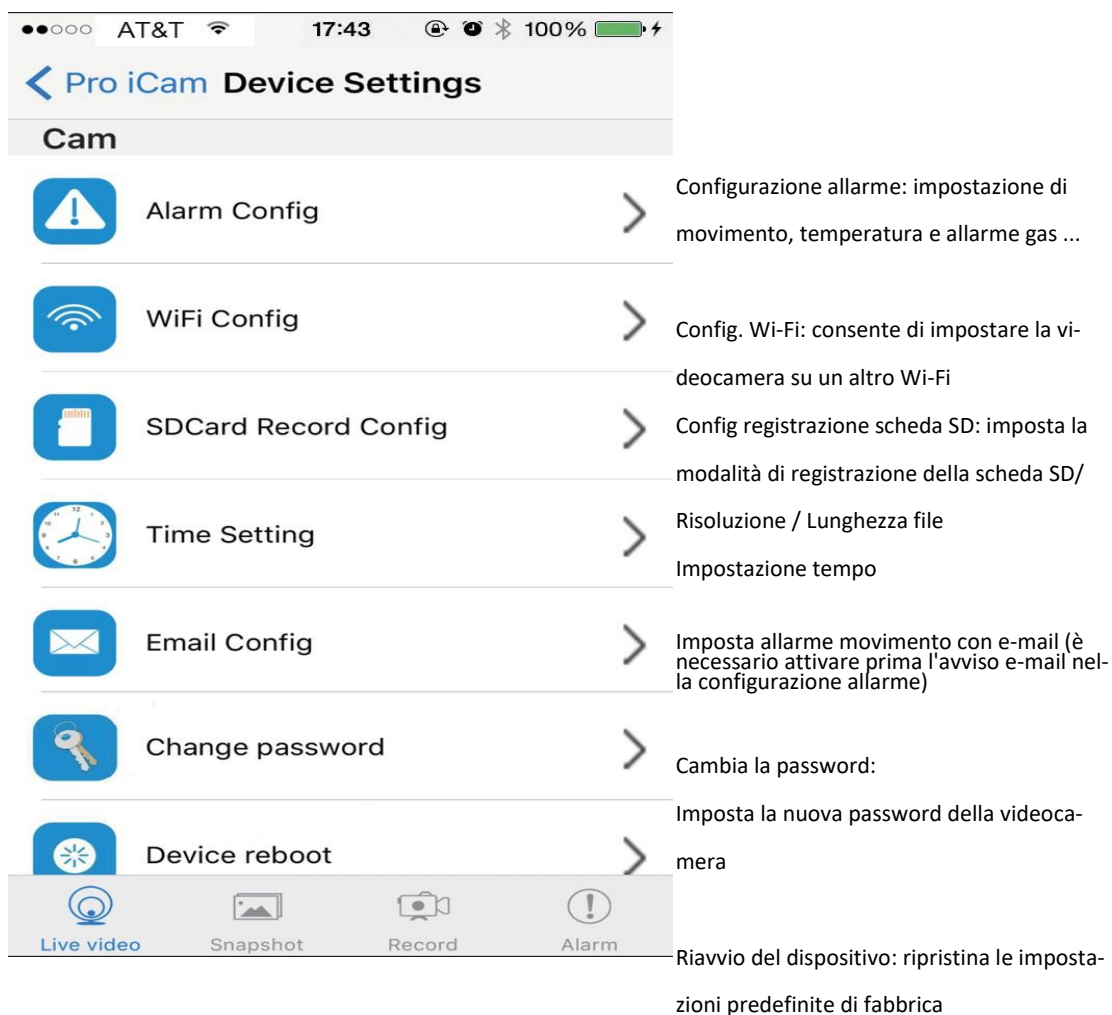 AT&T 17:43 100%
Pro iCam Device Settings
Cam
Alarm Config
WiFi Config
SDCard Record Config
Time Setting
Email Config
Change password
Device reboot
Live video Snapshot Record Alarm
Configurazione allarme: impostazione di
movimento, temperatura e allarme gas ...
Config. Wi-Fi: consente di impostare la vi-
deocamera su un altro Wi-Fi
Config registrazione scheda SD: imposta la
modalità di registrazione della scheda SD/
Risoluzione / Lunghezza file
Impostazione tempo
Imposta allarme movimento con e-mail (è
necessario attivare prima l'avviso e-mail nel-
la configurazione allarme)
Cambia la password:
Imposta la nuova password della videoca-
mera
Riavvio del dispositivo: ripristina le imposta-
zioni predefinite di fabbrica